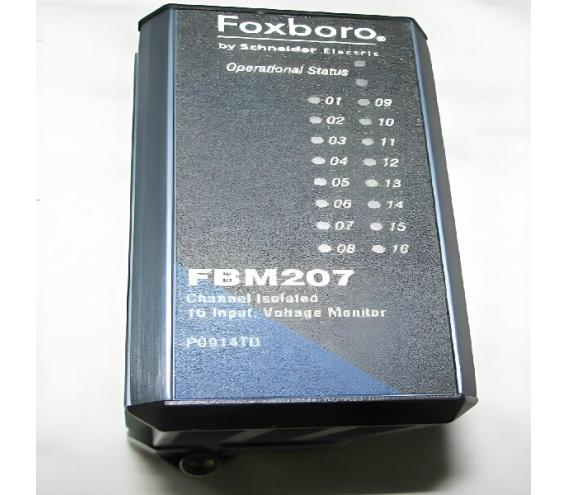 Foxboro®
by Schneider Electric
Operational Status
01 09
02 10
03 11
04 12
05 13
06 14
07 15
08 16
FBM207
Channel Isolated
16 Input, Voltage Monitor
P0914TD